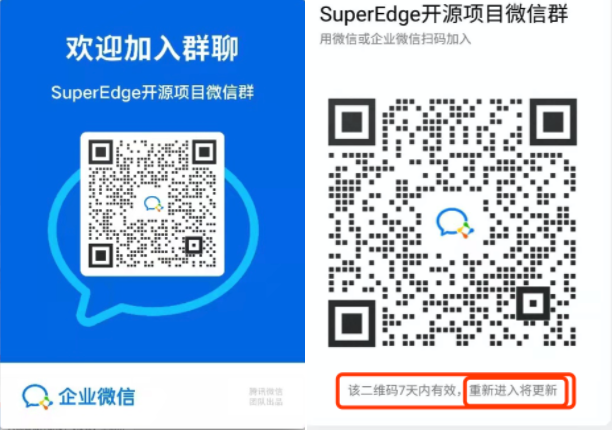 欢迎加入群聊
SuperEdge开源项目微信群
企业微信
腾讯微信
团队出品
SuperEdge开源项目微信群
用微信或企业微信扫码加入
该二维码7天内有效，重新进入将更新